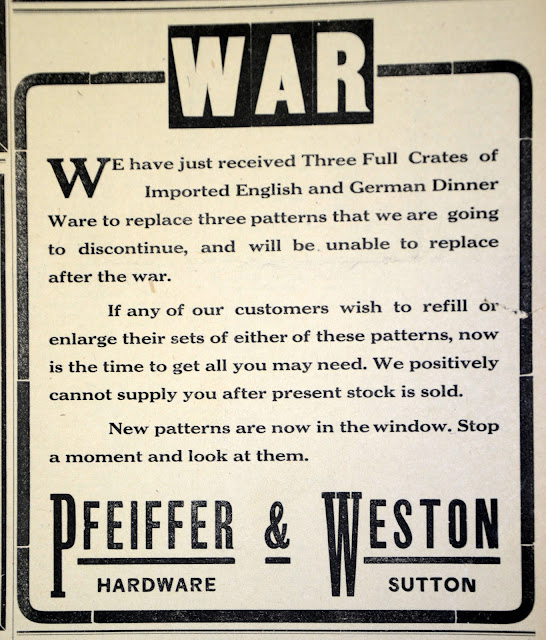 WAR
WE have just received Three Full Crates of
Imported English and German Dinner
Ware to replace three patterns that we are going
to discontinue, and will be unable to replace
after the war.
If any of our customers wish to refill or
enlarge their sets of either of these patterns, now
is the time to get all you may need. We positively
cannot supply you after present stock is sold.
New patterns are now in the window. Stop
a moment and look at them.
PFEIFFER & WESTON
HARDWARE SUTTON